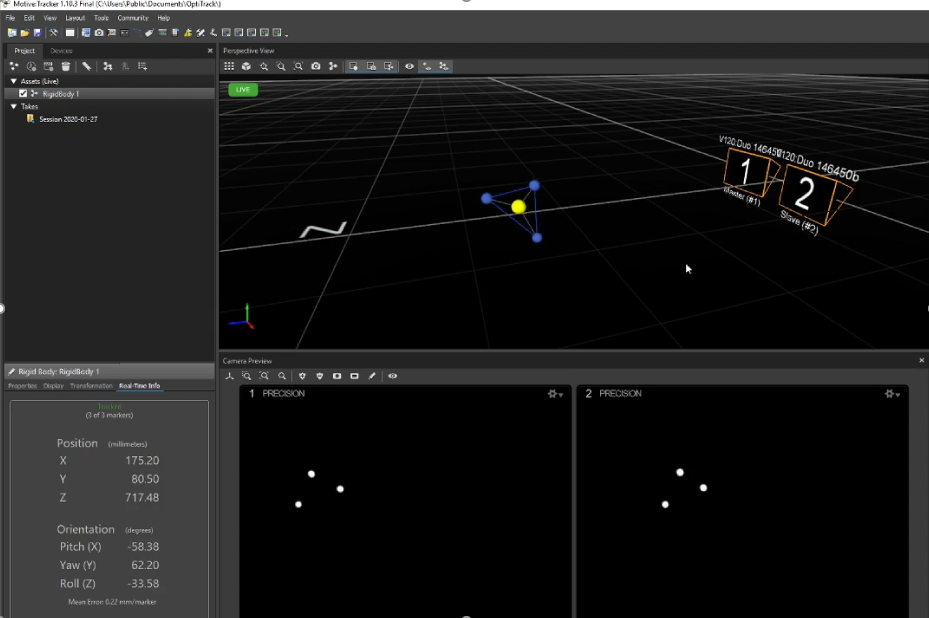 Motive:Tracker 1.10.3 Final (C:\Users\Public\Documents\OptiTrack\)
File Edit View Layout Tools Community Help
Project Devices
Perspective View
Assets (Live)
RigidBody 1
Takes
Session 2020-01-27
LIVE
V120:Duo 146450
V120:Duo 146450b
1
2
Master (#1)
Slave (#2)
Camera Preview
1 PRECISION
2 PRECISION
Rigid Body: RigidBody 1
Properties Display Transformation Real-Time Info
Tracked
(3 of 3 markers)
Position (millimeters)
X 175.20
Y 80.50
Z 717.48
Orientation (degrees)
Pitch (X) -58.38
Yaw (Y) 62.20
Roll (Z) -33.58
Mean Error 0.22 mm/marker